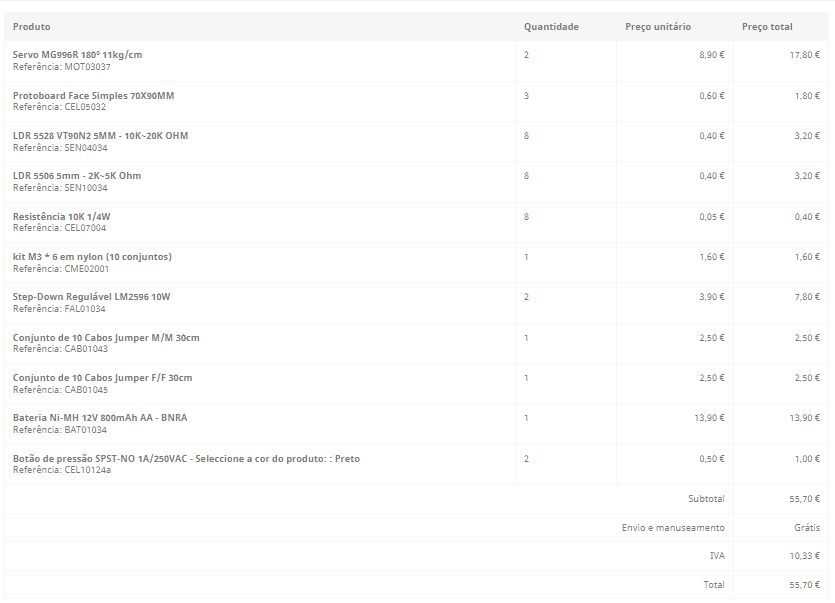 Produto Quantidade Preço unitário Preço total
Servo MG996R 180º 11kg/cm 2 8,90 € 17,80 €
Referência: MOT03037
Protoboard Face Simples 70X90MM 3 0,60 € 1,80 €
Referência: CEL05032
LDR 5528 VT90N2 5MM - 10K~20K OHM 8 0,40 € 3,20 €
Referência: SEN04034
LDR 5506 5mm - 2K~5K Ohm 8 0,40 € 3,20 €
Referência: SEN10034
Resistência 10K 1/4W 8 0,05 € 0,40 €
Referência: CEL07004
kit M3 * 6 em nylon (10 conjuntos) 1 1,60 € 1,60 €
Referência: CME02001
Step-Down Regulável LM2596 10W 2 3,90 € 7,80 €
Referência: FAL01034
Conjunto de 10 Cabos Jumper M/M 30cm 1 2,50 € 2,50 €
Referência: CAB01043
Conjunto de 10 Cabos Jumper F/F 30cm 1 2,50 € 2,50 €
Referência: CAB01045
Bateria Ni-MH 12V 800mAh AA - BNRA 1 13,90 € 13,90 €
Referência: BAT01034
Botão de pressão SPST-NO 1A/250VAC - Seleccione a cor do produto: : Preto 2 0,50 € 1,00 €
Referência: CEL10124a
Subtotal 55,70 €
Envio e manuseamento Grátis
IVA 10,33 €
Total 55,70 €